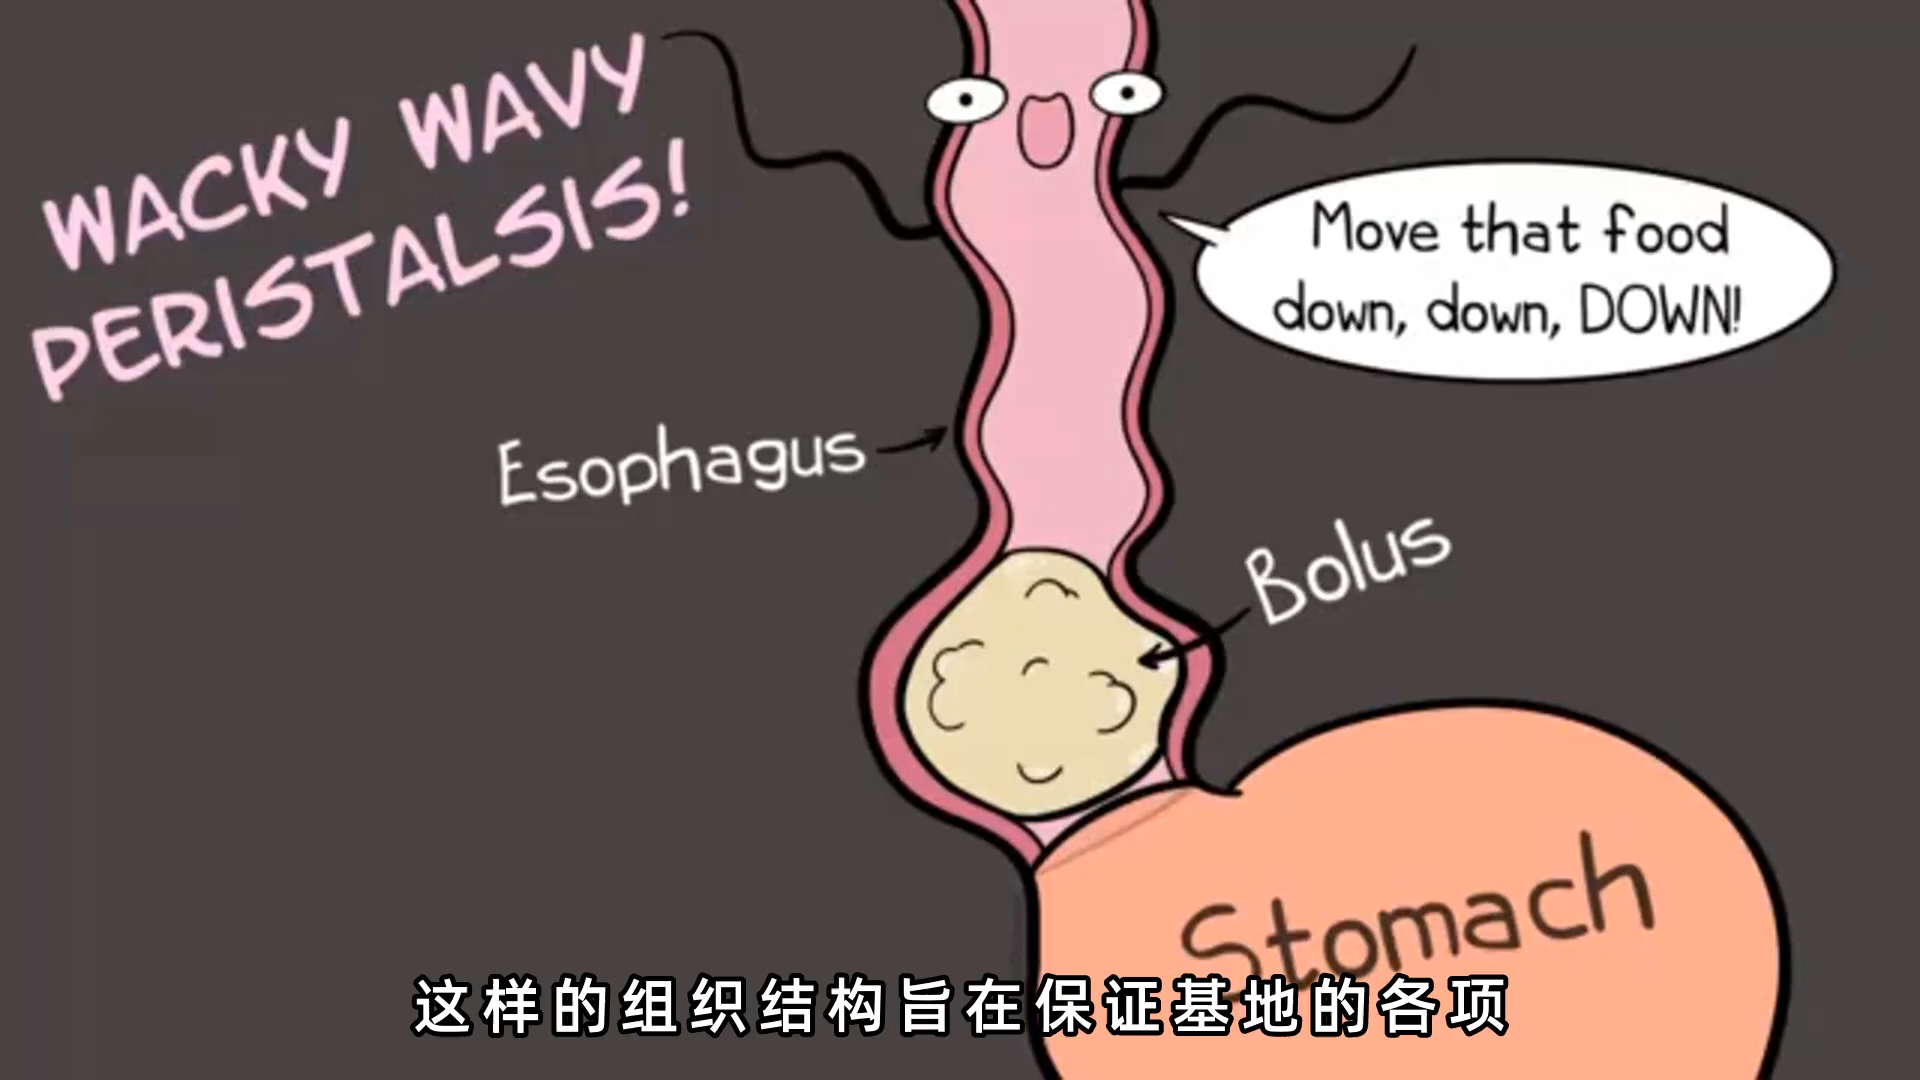 WACKY WAVY
PERISTALSIS!
Move that food
down, down, DOWN!
Esophagus
Bolus
Stomach
这样的组织结构旨在保证基地的各项